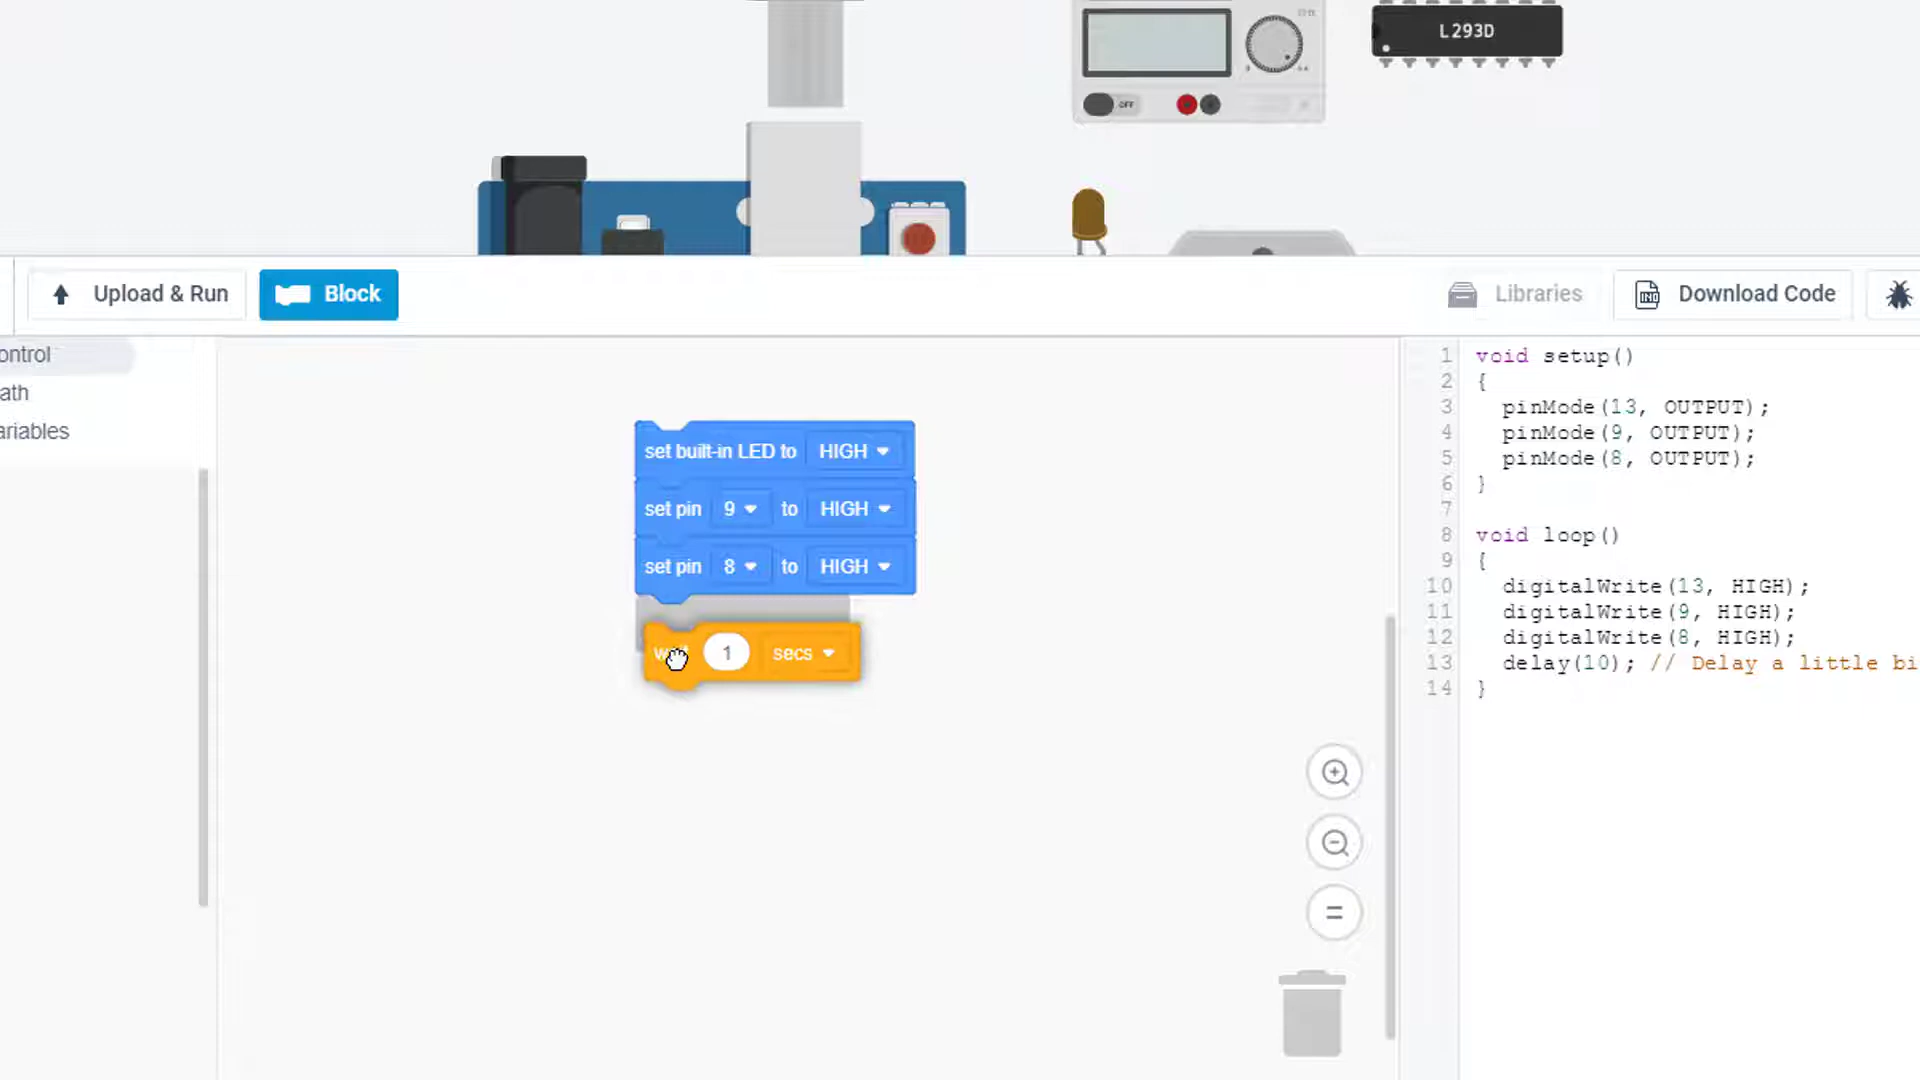 L293D
OFF
Upload & Run
Block
Libraries
Download Code
ontrol
ath
ariables
set built-in LED to HIGH
set pin 9 to HIGH
set pin 8 to HIGH
1 secs
1 void setup()
2 {
3 pinMode(13, OUTPUT);
4 pinMode(9, OUTPUT);
5 pinMode(8, OUTPUT);
6 }
7
8 void loop()
9 {
10 digitalWrite(13, HIGH);
11 digitalWrite(9, HIGH);
12 digitalWrite(8, HIGH);
13 delay(10); // Delay a little bi
14 }